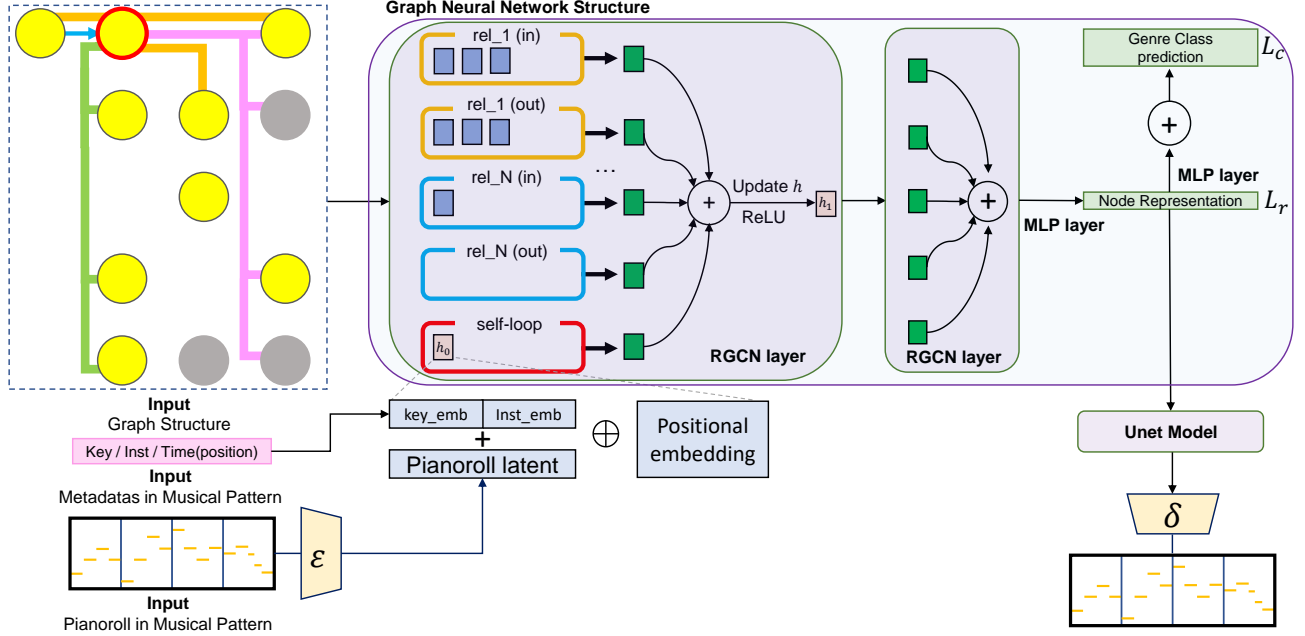 Graph Neural Network Structure
rel_1 (in)
rel_1 (out)
...
rel_N (in)
rel_N (out)
self-loop
h₀
+
Update h
ReLU
h₁
RGCN layer
+
RGCN layer
MLP layer
Genre Class
prediction
L_c
+
MLP layer
Node Representation
L_r
Input
Graph Structure
Key / Inst / Time(position)
Input
Metadatas in Musical Pattern
key_emb
Inst_emb
+
Pianoroll latent
⊕
Positional
embedding
ε
Input
Pianoroll in Musical Pattern
Unet Model
δ